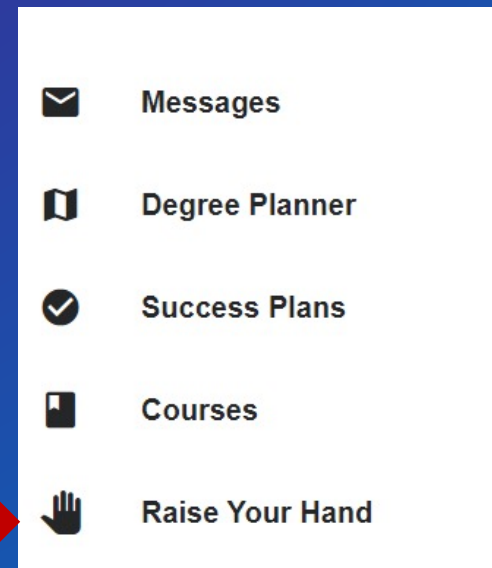 Messages
Degree Planner
Success Plans
Courses
Raise Your Hand